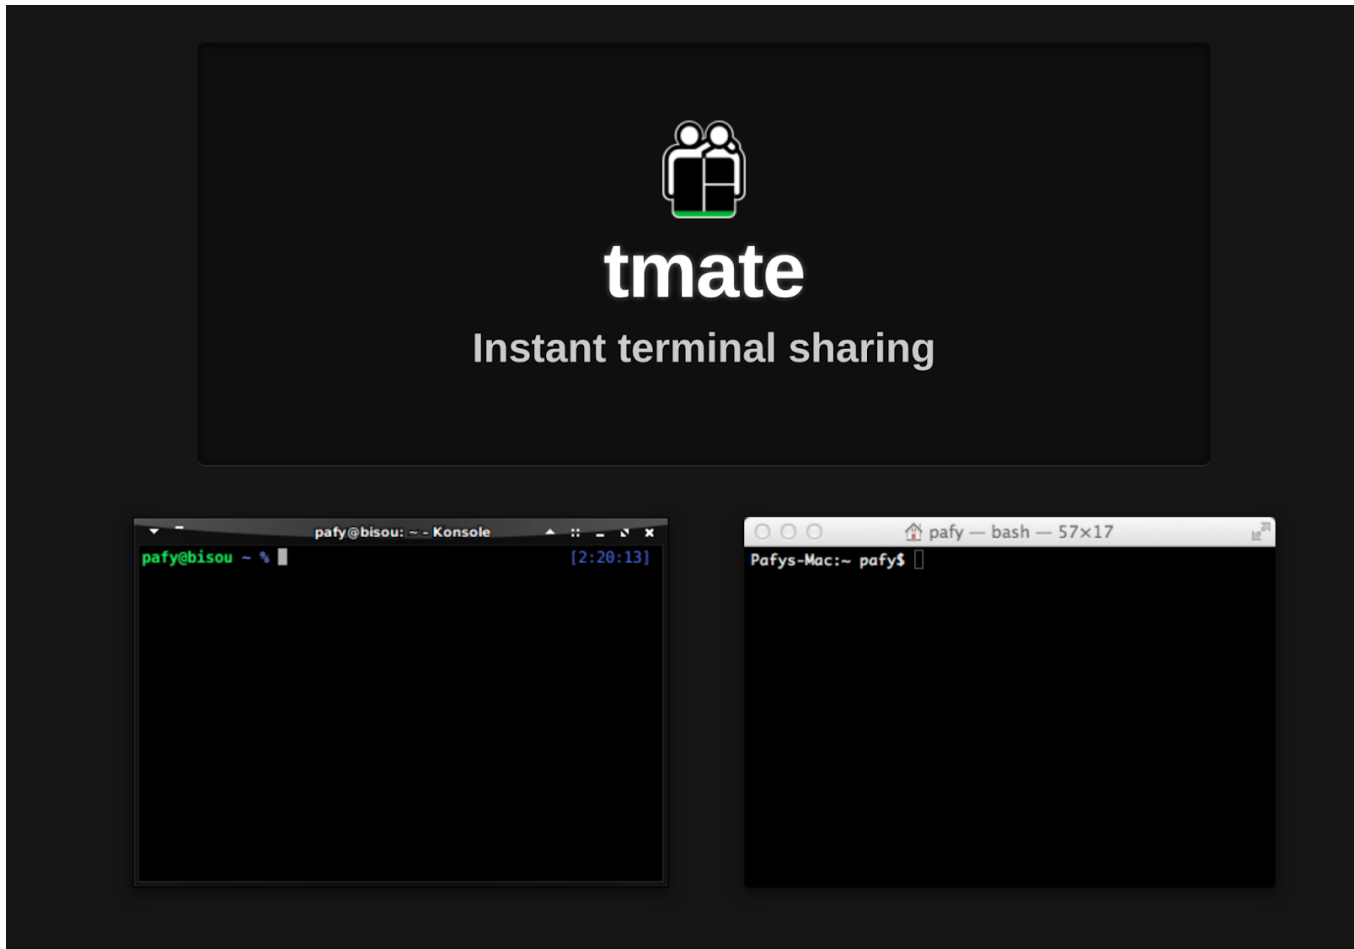 tmate
Instant terminal sharing
pafy@bisou: ~ - Konsole
pafy@bisou ~ % [2:20:13]
pafy — bash — 57×17
Pafys-Mac:~ pafy$